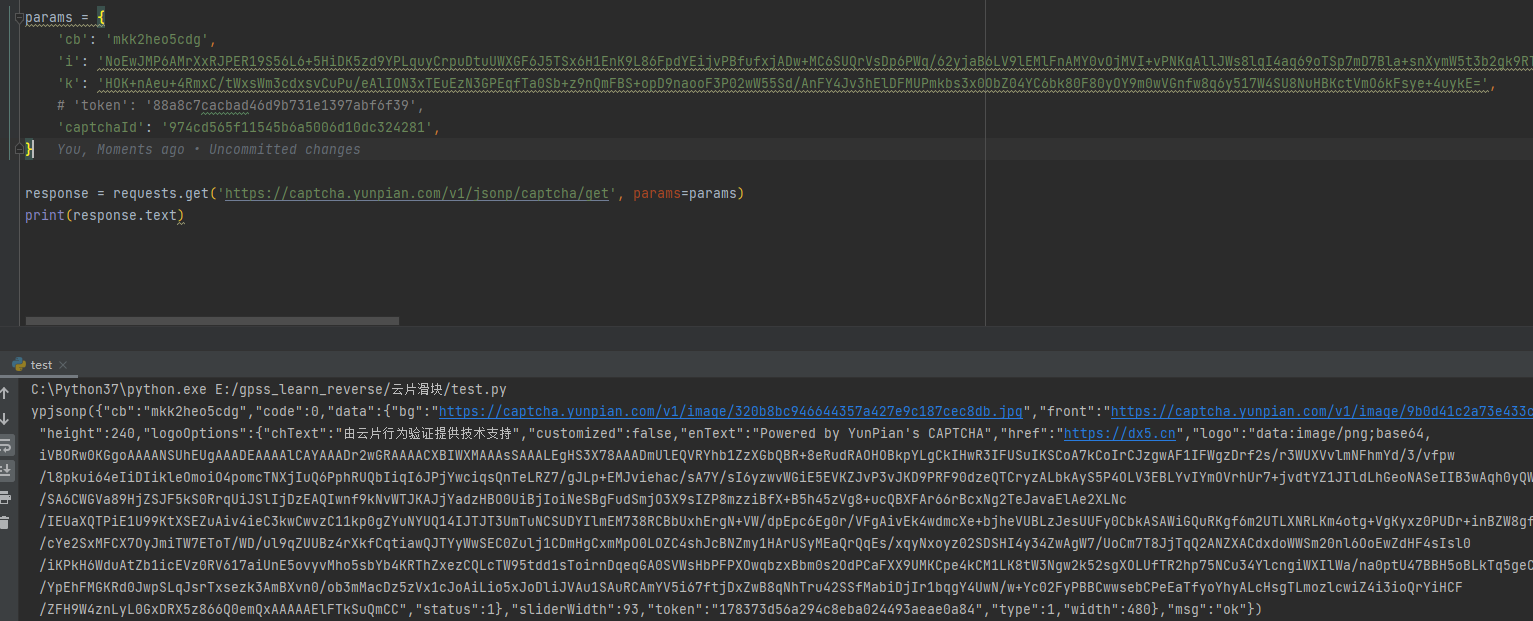 params = {
'cb': 'mkk2heo5cdg',
'i': 'NoEwJMP6AMrXxRJPER19S56L6+5HiDK5zd9YPLquyCrpuDtuUWXGF6J5TSx6H1EnK9L86FpdYEijvPBfufxjADw+MC6SUQrVsDp6PWq/62yjaB6LV9lEMlFnAMY0vOjMVI+vPNKqAllJWs8lqI4aq69oTSp7mD7Bla+snXymW5t3b2gk9R
'k': 'HOK+nAeu+4RmxC/tWxsWm3cdxsvCuPu/eAlION3xTEuEzN3GPEqfTa0Sb+z9nQmFBS+opD9naooF3P02wW55Sd/AnFY4Jv3hElDFMUPmkbs3x0ObZ04YC6bk80F80yOY9m0wVGnfw8q6y517W4SU8NuHBKctVmO6kFsye+4uykE=',
# 'token': '88a8c7cacbad46d9b731e1397abf6f39',
'captchaId': '974cd565f11545b6a5006d10dc324281',
} You, Moments ago • Uncommitted changes
response = requests.get('https://captcha.yunpian.com/v1/jsonp/captcha/get', params=params)
print(response.text)
test
C:\Python37\python.exe E:/gpss_learn_reverse/云片滑块/test.py
ypjsonp({"cb":"mkk2heo5cdg","code":0,"data":{"bg":"https://captcha.yunpian.com/v1/image/320b8bc946644357a427e9c187cec8db.jpg","front":"https://captcha.yunpian.com/v1/image/9b0d41c2a73e433c
"height":240,"logoOptions":{"chText":"由云片行为验证提供技术支持","customized":false,"enText":"Powered by YunPian's CAPTCHA","href":"https://dx5.cn","logo":"data:image/png;base64,
iVBORw0KGgoAAAANSUhEUgAAADEAAAAlCAYAAADr2wGRAAAACXBIWXMAAAsSAAALEgHS3X78AAADmUlEQVRYhb1ZzXGbQBR+8eRudRAOHOBkpYLgCkIHwR3IFUSuIKSCoA7kCoIrCJzgwAF1IFWgzDrf2s/r3WUXVvlmNFhmYd/3/vfpw
/l8pkui64eIiDIikleOmoiO4pomcTNXjIuQ6PphRUQbIiqI6JPjYwciqsQnTeLRZ7/gJLp+EMJviehac/sA7Y/sI6yzwvWGiE5EVKZJvP3vJKD9PRF90dzeQTCryzALbkAyS5P4OLV3EBLYvIYmOVrhUr7+jvdtYZ1JILdLhGeoNASeIIB3wAqh0yQW
/SA6CWGVa89HjZSJF5kS0RrqUiJSlIjDzEAQIwnf9kNvWTJKAJjYadzHBO0UiBjIoiNeSBgFudSmjO3X9sIZP8mzziBfX+B5h45zVg8+ucQBXFAr66rBcxNg2TeJavaElAe2XLNc
/IEUaXQTPiE1U99KtXSEZuAiv4ieC3kwCwvzC11kp0gZYuNYUQ14IJTJT3UmTuNCSUDYIlmEM738RCBbUxhErgN+VW/dpEpc6Eg0r/VFgAivEk4wdmcXe+bjheVUBLzJesUUFy0CbkASAWiGQuRKgf6m2UTLXNRLKm4otg+VgKyxz0PUDr+inBZW8gf
/cYe2SxMFCX7OyJmiTW7EToT/WD/ul9qZUUBz4rXkfCqtiawQJTYyWwSEC0Zulj1CDmHgCxmMpO0LOZC4shJcBNZmy1HArUSyMEaQrQqEs/xqyNxoyz02SDSHI4y34ZwAgW7/UoCm7T8JjTqQ2ANZXACdxdoWWSm20nl6OoEwZdHF4sIsl0
/iKPkH6WduAtZb1icEVz0RV617aiUnE5ovyvMho5sbYb4KRThZxezCQLcTW95tdd1sToirnDqeqGA0SVWsHbPFPXOwqbzxBbm0s2OdPCaFXX9UMKCpe4kCM1LK8tW3Ngw2k52sgXOLUfTR2hp75NCu34YlcngiWXIlWa/na0ptU47BBH5oBLkTq5geC
/YpEhFMGKRd0JwpSLqJsrTxsezk3AmBXvn0/ob3mMacDz5zVx1cJoAiLio5xJoDliJVAu1SAuRCAmYV5i67ftjDxZwB8qNhTru42SSfMabiDjIr1bqgY4UwN/w+Yc02FyPBBCwwsebCPeEaTfyoYhyALcHsgTLmozlcwiZ4i3ioQrYiHCF
/ZFH9W4znLyL0GxDRX5z866Q0emQxAAAAAElFTkSuQmCC","status":1},"sliderWidth":93,"token":"178373d56a294c8eba024493aeae0a84","type":1,"width":480},"msg":"ok"})